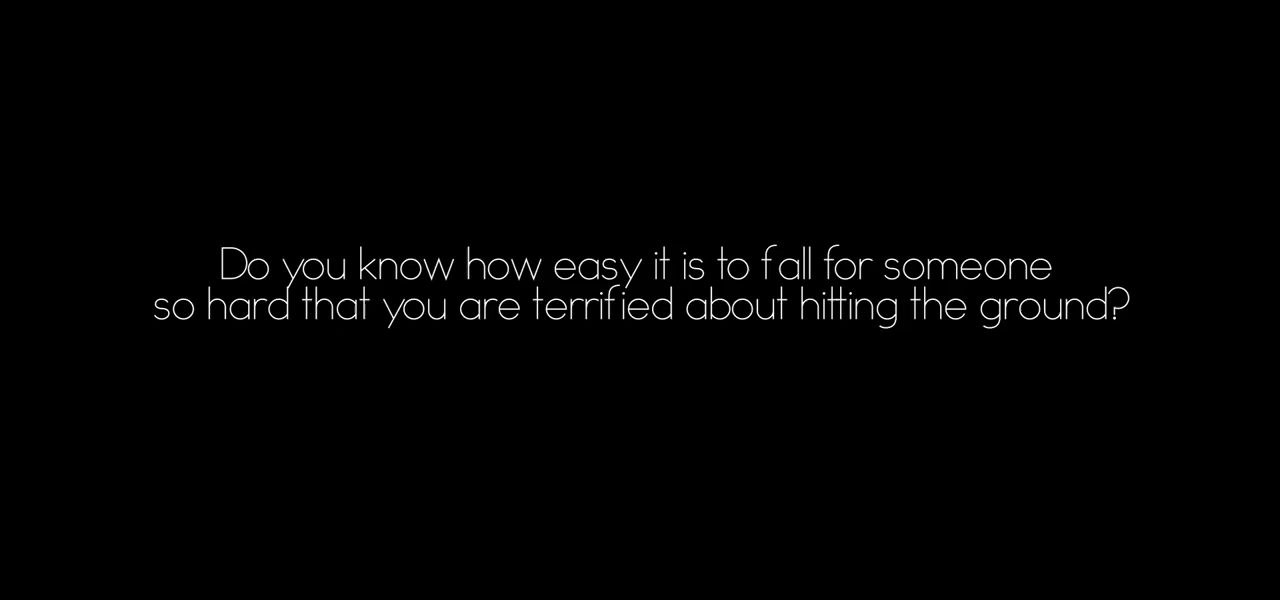 Do you know how easy it is to fall for someone
so hard that you are terrified about hitting the ground?